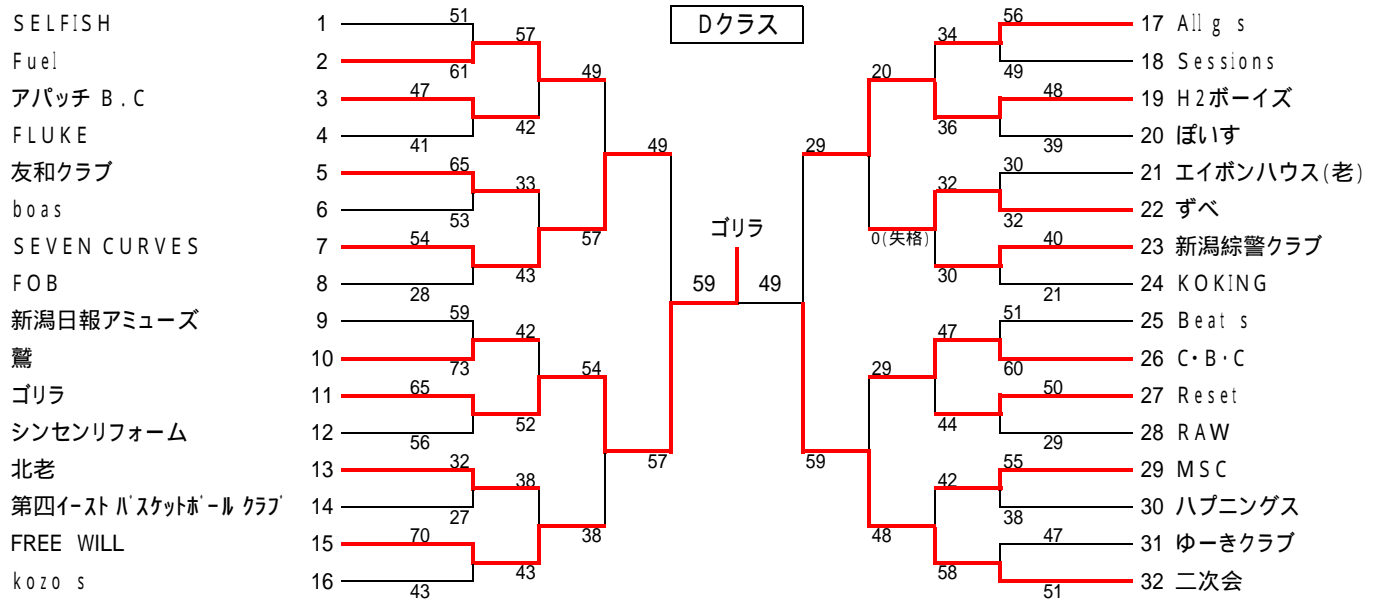 Dクラス
SELFISH 1
Fuel 2
アパッチ B.C 3
FLUKE 4
友和クラブ 5
boas 6
SEVEN CURVES 7
FOB 8
新潟日報アミューズ 9
鷲 10
ゴリラ 11
シンセンリフォーム 12
北老 13
第四イースト バスケットボール クラブ 14
FREE WILL 15
kozo s 16
51
61
47
41
65
53
54
28
59
73
65
56
32
27
70
43
57
42
33
43
42
52
38
43
49
57
54
38
49
57
ゴリラ
59 49
29
59
20
0(失格)
29
48
34
36
32
30
47
44
42
58
56
49
48
39
30
32
40
21
51
60
50
29
55
38
47
51
17 All g s
18 Sessions
19 H2ボーイズ
20 ぽいす
21 エイボンハウス(老)
22 ずべ
23 新潟綜警クラブ
24 KOKING
25 Beat s
26 C・B・C
27 Reset
28 RAW
29 MSC
30 ハプニングス
31 ゆーきクラブ
32 二次会